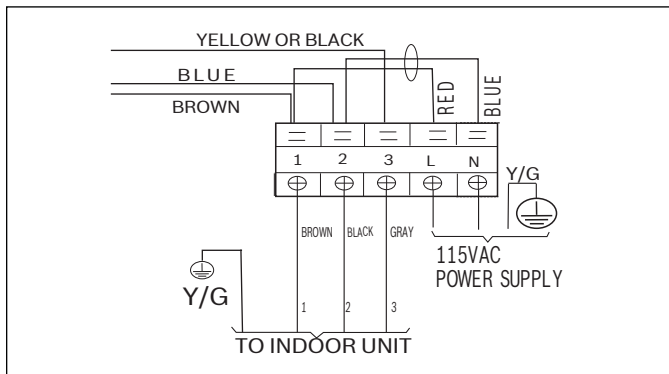 YELLOW OR BLACK
BLUE
BROWN
RED
BLUE
1 2 3 L N
Y/G
BROWN BLACK GRAY
115VAC
POWER SUPPLY
Y/G
1 2 3
TO INDOOR UNIT